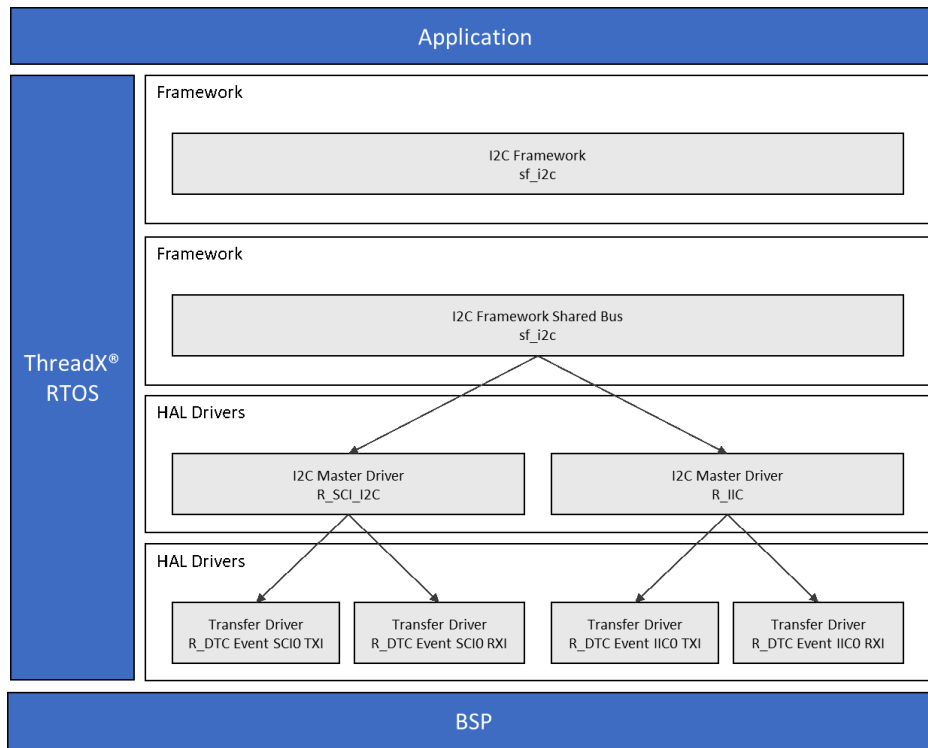 Application
ThreadX®
RTOS
Framework
I2C Framework
sf_i2c
Framework
I2C Framework Shared Bus
sf_i2c
HAL Drivers
I2C Master Driver
R_SCI_I2C
I2C Master Driver
R_IIC
HAL Drivers
Transfer Driver
R_DTC Event SCI0 TXI
Transfer Driver
R_DTC Event SCI0 RXI
Transfer Driver
R_DTC Event IIC0 TXI
Transfer Driver
R_DTC Event IIC0 RXI
BSP